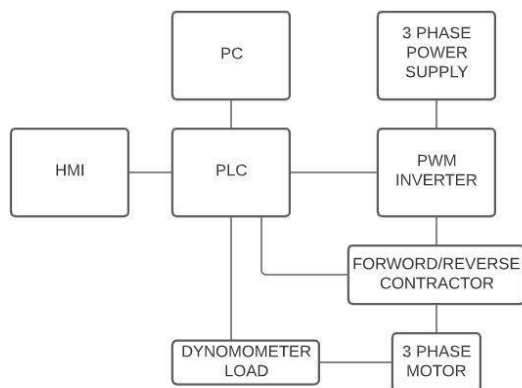 PC
3 PHASE
POWER
SUPPLY
HMI
PLC
PWM
INVERTER
FORWORD/REVERSE
CONTRACTOR
DYNOMOMETER
LOAD
3 PHASE
MOTOR